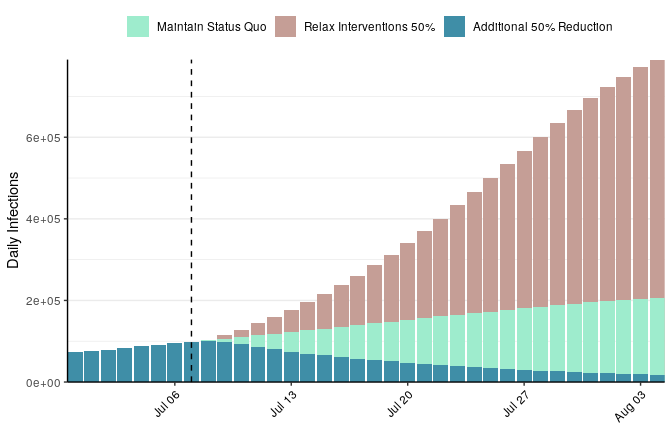 Maintain Status Quo Relax Interventions 50% Additional 50% Reduction
Daily Infections
6e+05
4e+05
2e+05
0e+00
Jul 06 Jul 13 Jul 20 Jul 27 Aug 03